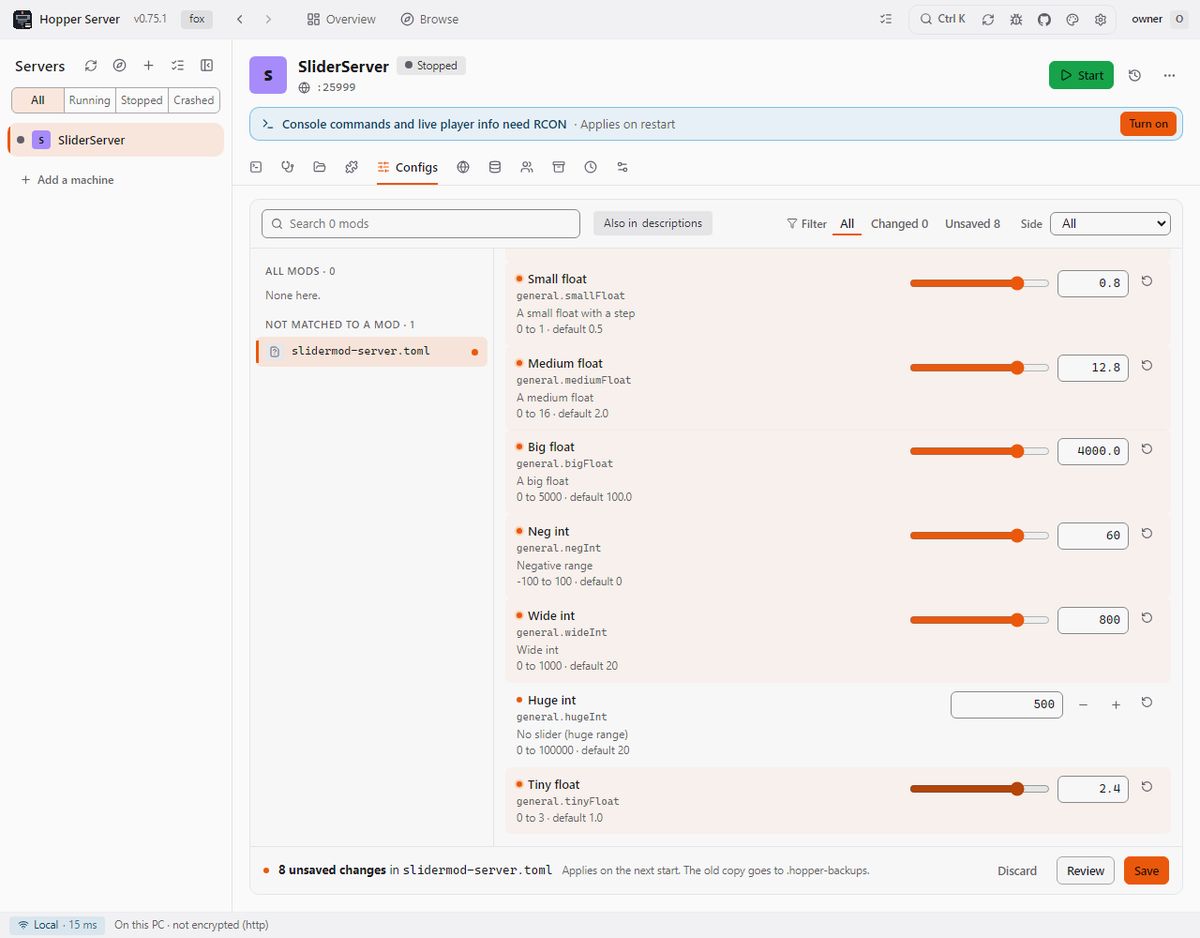 Hopper Server v0.75.1 fox Overview Browse Ctrl K owner O
Servers
All Running Stopped Crashed
S SliderServer
Add a machine
S SliderServer Stopped
:25999
Start
Console commands and live player info need RCON · Applies on restart Turn on
Configs
Search 0 mods Also in descriptions Filter All Changed 0 Unsaved 8 Side All
ALL MODS · 0
None here.
NOT MATCHED TO A MOD · 1
slidermod-server.toml
Small float 0.8
general.smallFloat
A small float with a step
0 to 1 · default 0.5
Medium float 12.8
general.mediumFloat
A medium float
0 to 16 · default 2.0
Big float 4000.0
general.bigFloat
A big float
0 to 5000 · default 100.0
Neg int 60
general.negInt
Negative range
-100 to 100 · default 0
Wide int 800
general.wideInt
Wide int
0 to 1000 · default 20
Huge int 500 − +
general.hugeInt
No slider (huge range)
0 to 100000 · default 20
Tiny float 2.4
general.tinyFloat
0 to 3 · default 1.0
8 unsaved changes in slidermod-server.toml Applies on the next start. The old copy goes to .hopper-backups. Discard Review Save
Local · 15 ms On this PC · not encrypted (http)